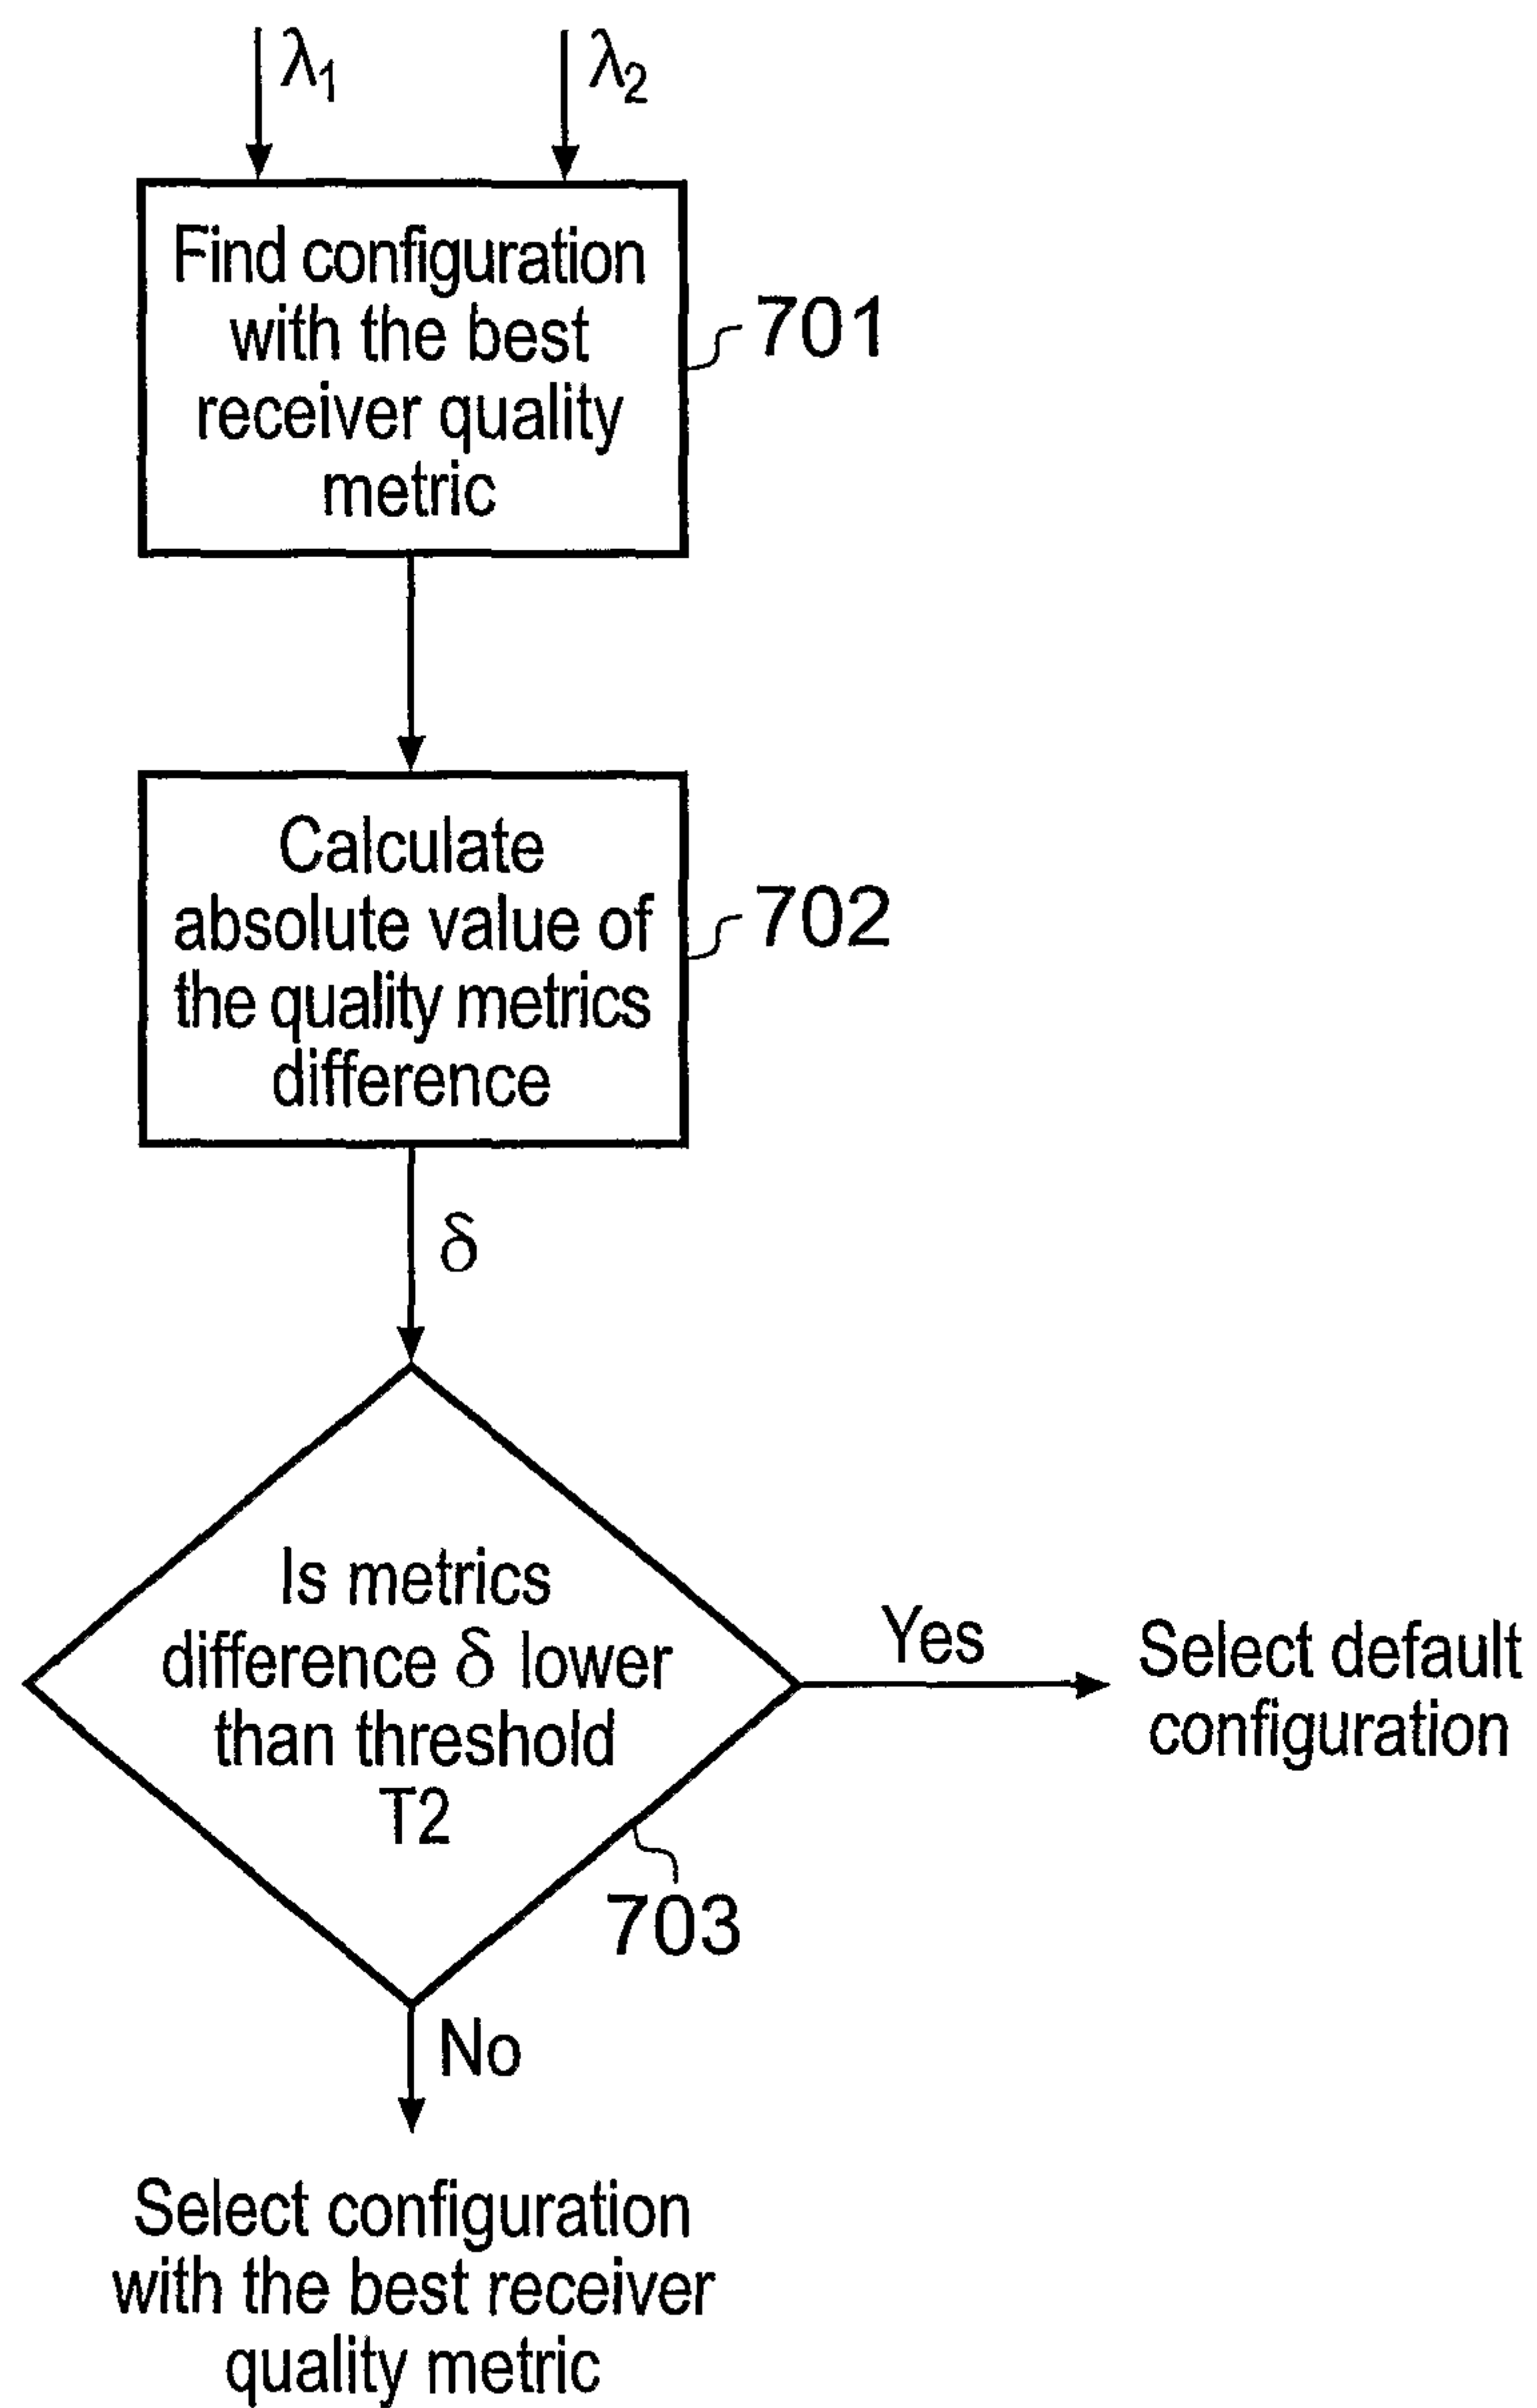 λ1
λ2
Find configuration
with the best
receiver quality
metric
701
Calculate
absolute value of
the quality metrics
difference
702
δ
Is metrics
difference δ lower
than threshold
T2
703
Yes
Select default
configuration
No
Select configuration
with the best receiver
quality metric